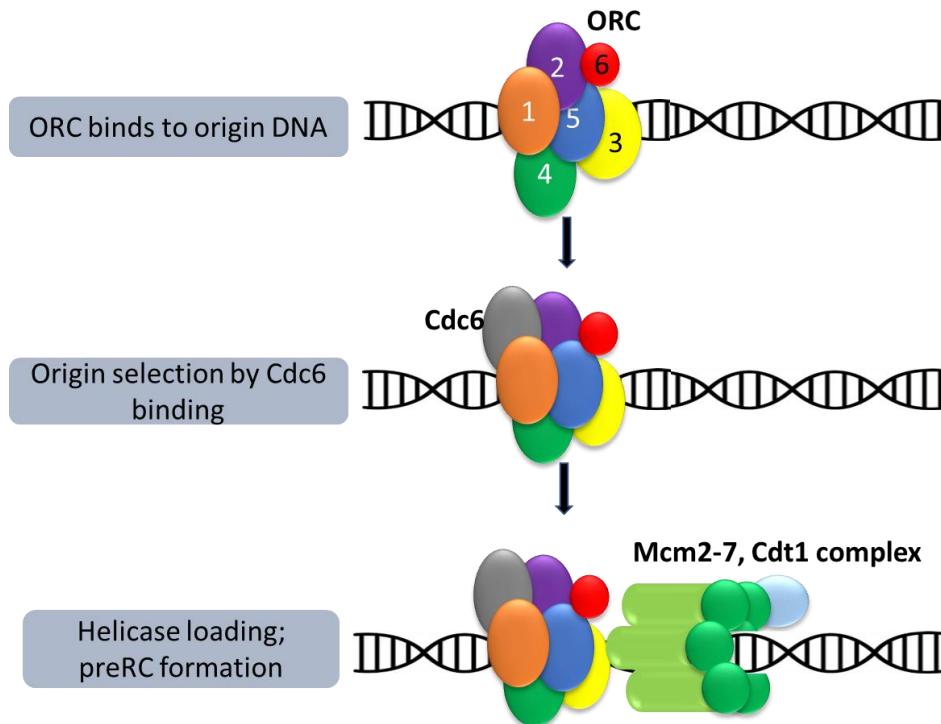 ORC
2
6
1
5
3
4
ORC binds to origin DNA
Cdc6
Origin selection by Cdc6
binding
Mcm2-7, Cdt1 complex
Helicase loading;
preRC formation